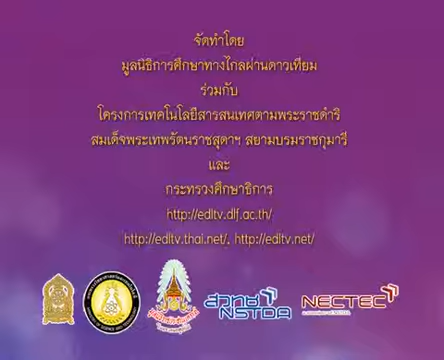 จัดทำโดย
มูลนิธิการศึกษาทางไกลผ่านดาวเทียม
ร่วมกับ
โครงการเทคโนโลยีสารสนเทศตามพระราชดำริ
สมเด็จพระเทพรัตนราชสุดาฯ สยามบรมราชกุมารี
และ
กระทรวงศึกษาธิการ
http://edltv.dlf.ac.th/
http://edltv.thai.net/, http://edltv.net/
สวทช NECTEC
NSTDA